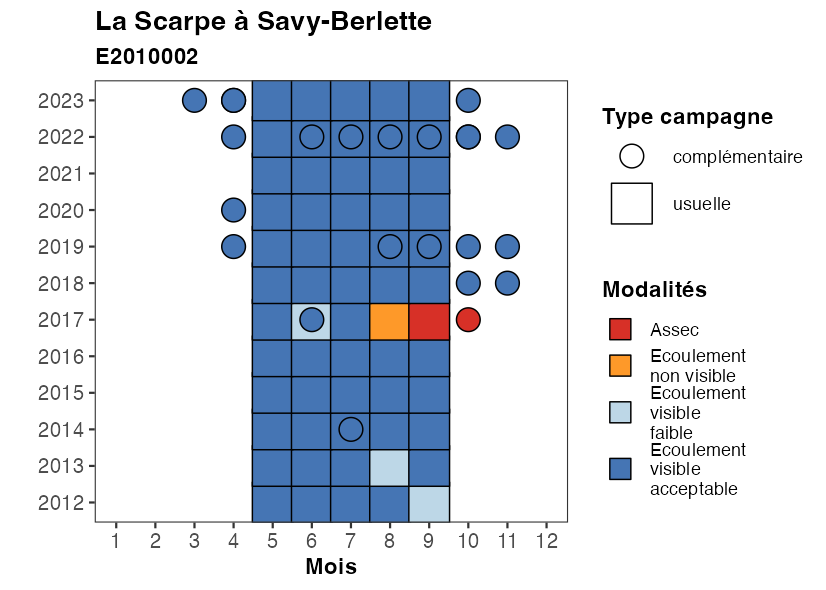 La Scarpe à Savy-Berlette
E2010002
2023
2022
2021
2020
2019
2018
2017
2016
2015
2014
2013
2012
1 2 3 4 5 6 7 8 9 10 11 12
Mois
Type campagne
complémentaire
usuelle
Modalités
Assec
Ecoulement
non visible
Ecoulement
visible
faible
Ecoulement
visible
acceptable